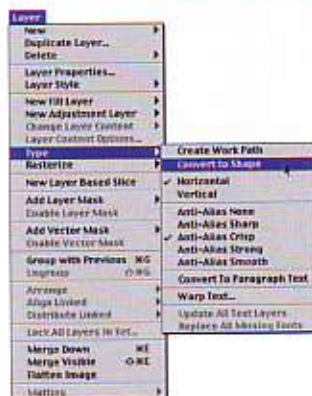 Layer
New
Duplicate Layer...
Delete
Layer Properties...
Layer Style
New Fill Layer
New Adjustment Layer
Change Layer Content
Layer Content Options...
Type
Rasterize
New Layer Based Slice
Add Layer Mask
Enable Layer Mask
Add Vector Mask
Enable Vector Mask
Group with Previous ⌘G
Ungroup ⇧⌘G
Arrange
Align Linked
Distribute Linked
Lock All Layers In Set...
Merge Down ⌘E
Merge Visible ⇧⌘E
Flatten Image
Matting
Create Work Path
Convert to Shape
✓ Horizontal
Vertical
Anti-Alias None
Anti-Alias Sharp
✓ Anti-Alias Crisp
Anti-Alias Strong
Anti-Alias Smooth
Convert To Paragraph Text
Warp Text...
Update All Text Layers
Replace All Missing Fonts